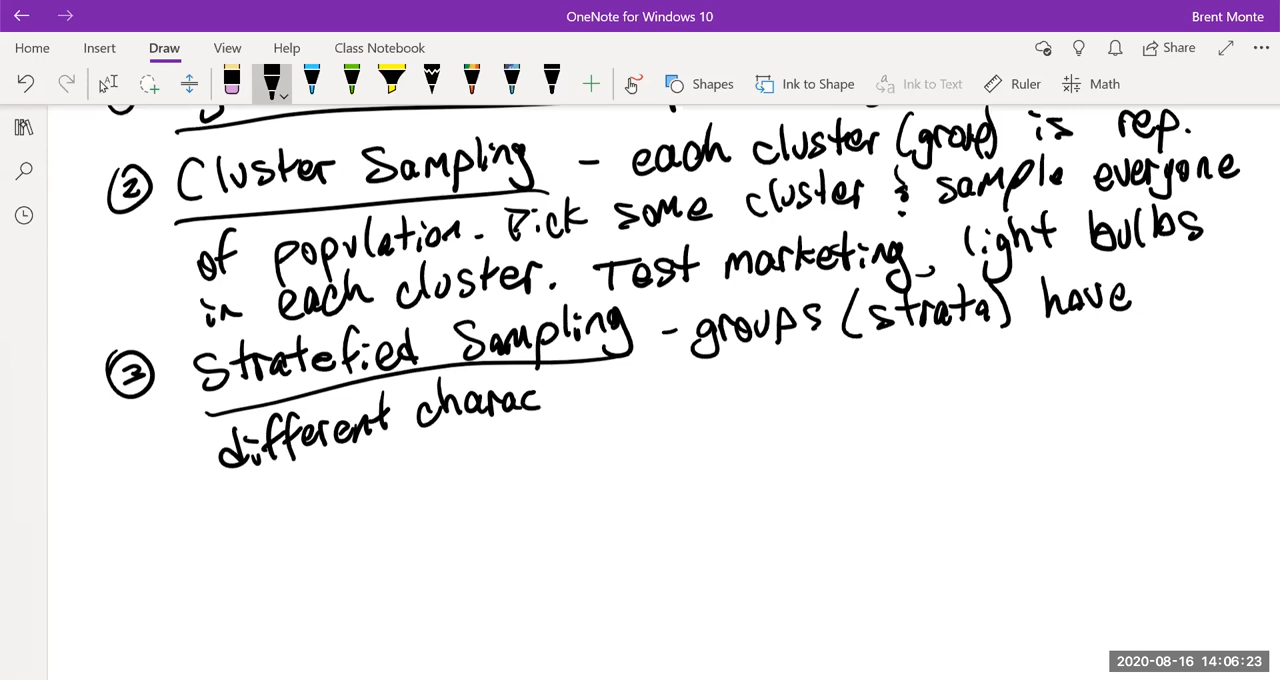 OneNote for Windows 10
Brent Monte
Home Insert Draw View Help Class Notebook Share
Shapes Ink to Shape Ink to Text Ruler Math
② Cluster Sampling - each cluster (group) is rep.
of population. Pick some cluster & sample everyone
in each cluster. Test marketing, light bulbs
③ Stratefied Sampling - groups (strata) have
different charac
2020-08-16 14:06:23